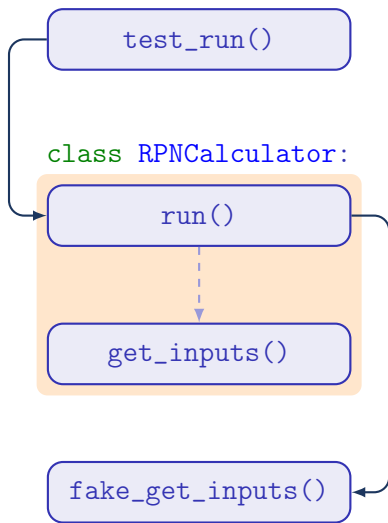 test_run()
class RPNCalculator:
run()
get_inputs()
fake_get_inputs()